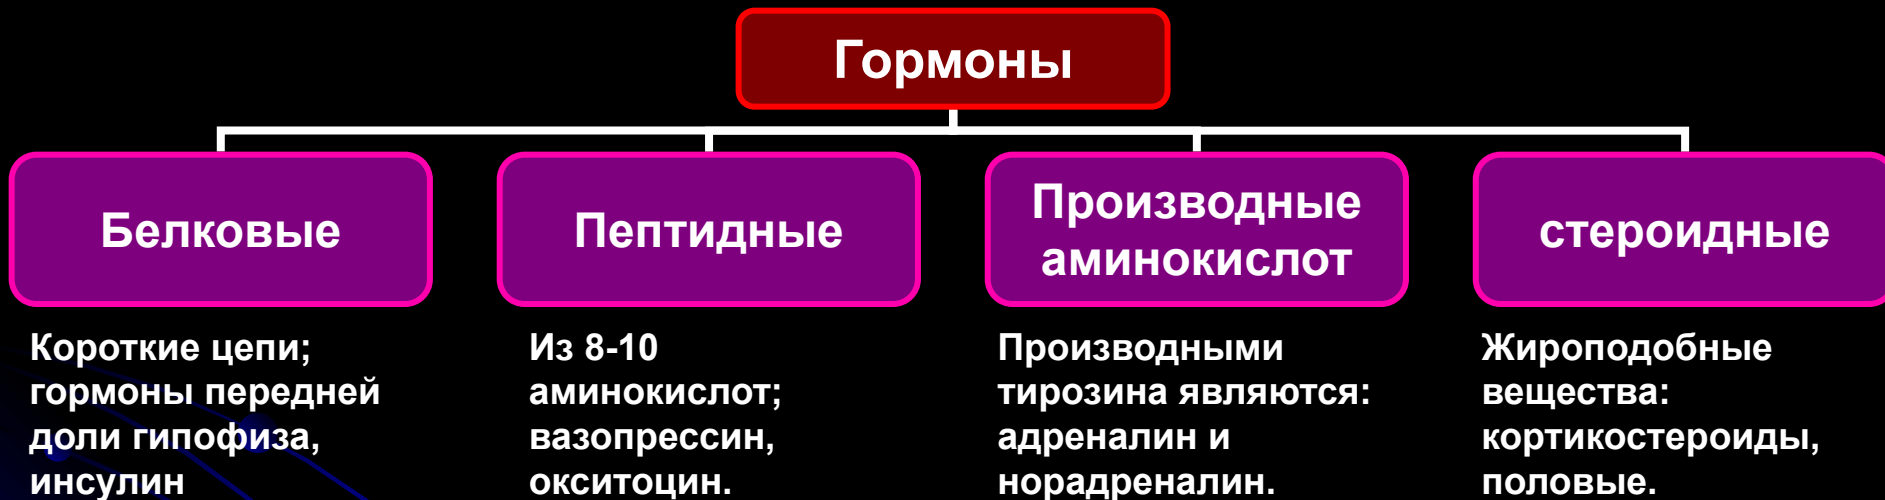 Гормоны
Белковые
Пептидные
Производные
аминокислот
стероидные
Короткие цепи;
гормоны передней
доли гипофиза,
инсулин
Из 8-10
аминокислот;
вазопрессин,
окситоцин.
Производными
тирозина являются:
адреналин и
норадреналин.
Жироподобные
вещества:
кортикостероиды,
половые.